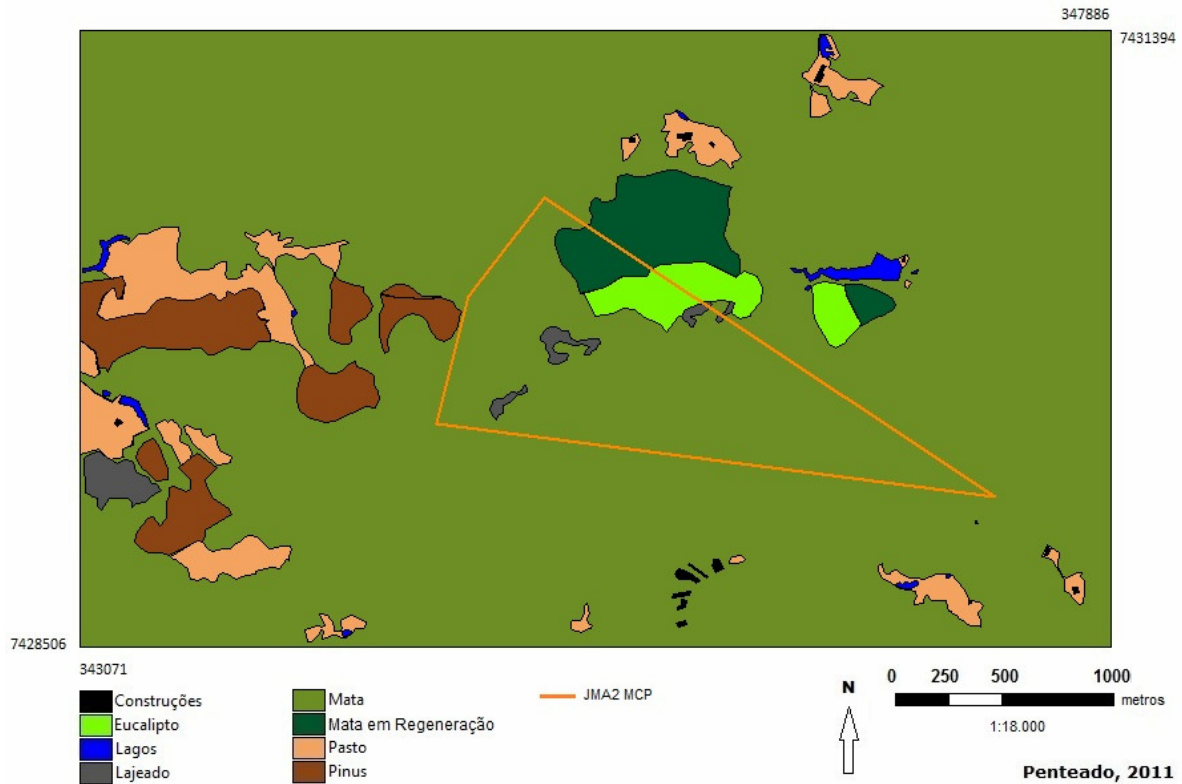 347886
7431394
7428506
343071
Construções
Eucalipto
Lagos
Lajeado
Mata
Mata em Regeneração
Pasto
Pinus
JMA2 MCP
N
0 250 500 1000
metros
1:18.000
Penteado, 2011